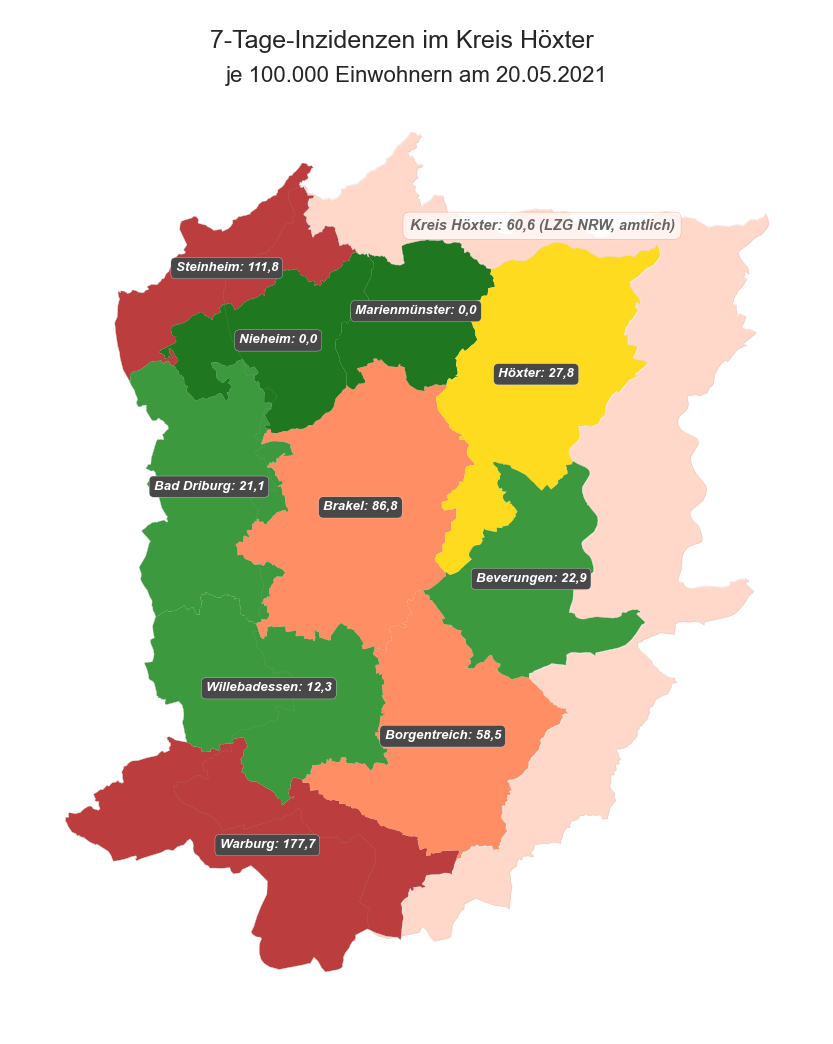 7-Tage-Inzidenzen im Kreis Höxter
je 100.000 Einwohnern am 20.05.2021
Kreis Höxter: 60,6 (LZG NRW, amtlich)
Steinheim: 111,8
Marienmünster: 0,0
Nieheim: 0,0
Höxter: 27,8
Bad Driburg: 21,1
Brakel: 86,8
Beverungen: 22,9
Willebadessen: 12,3
Borgentreich: 58,5
Warburg: 177,7